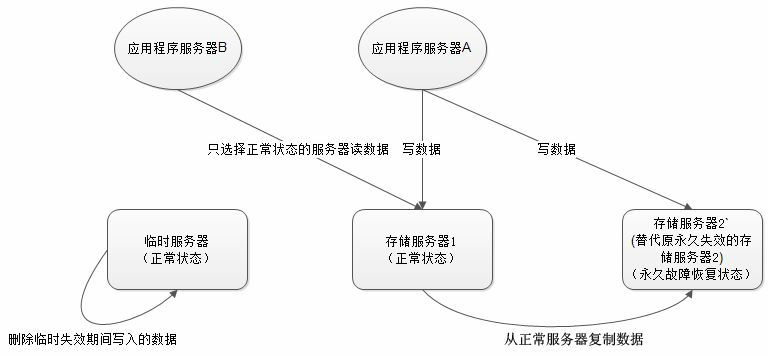 应用程序服务器B
应用程序服务器A
只选择正常状态的服务器读数据
写数据
写数据
临时服务器
（正常状态）
存储服务器1
（正常状态）
存储服务器2`
(替代原永久失效的存
储服务器2)
（永久故障恢复状态）
删除临时失效期间写入的数据
从正常服务器复制数据